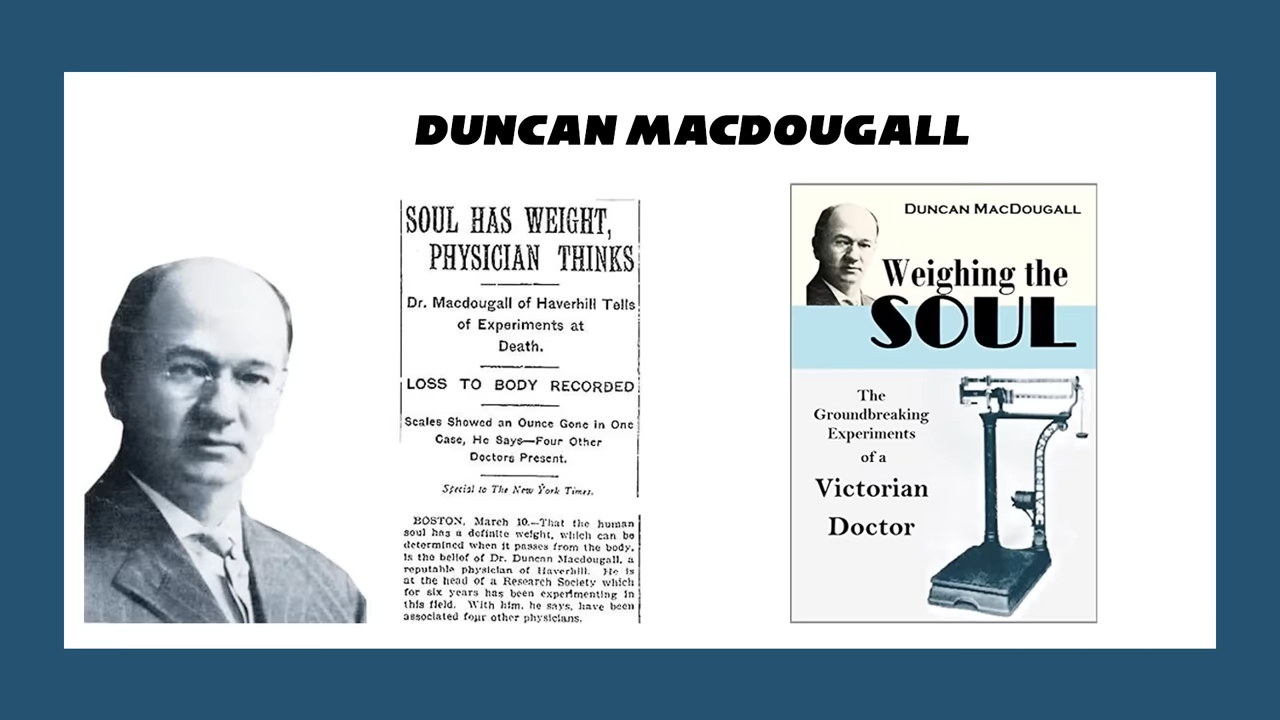 DUNCAN MACDOUGALL
SOUL HAS WEIGHT,
PHYSICIAN THINKS
Dr. Macdougall of Haverhill Tells
of Experiments at
Death.
LOSS TO BODY RECORDED
Scales Showed an Ounce Gone in One
Case, He Says—Four Other
Doctors Present.
Special to The New York Times.
BOSTON, March 10.—That the human
soul has a definite weight, which can be
determined when it passes from the body,
is the belief of Dr. Duncan Macdougall, a
reputable physician of Haverhill. He is
at the head of a Research Society which
for six years has been experimenting in
this field. With him, he says, have been
associated four other physicians.
DUNCAN MACDOUGALL
Weighing the
SOUL
The
Groundbreaking
Experiments
of a
Victorian
Doctor